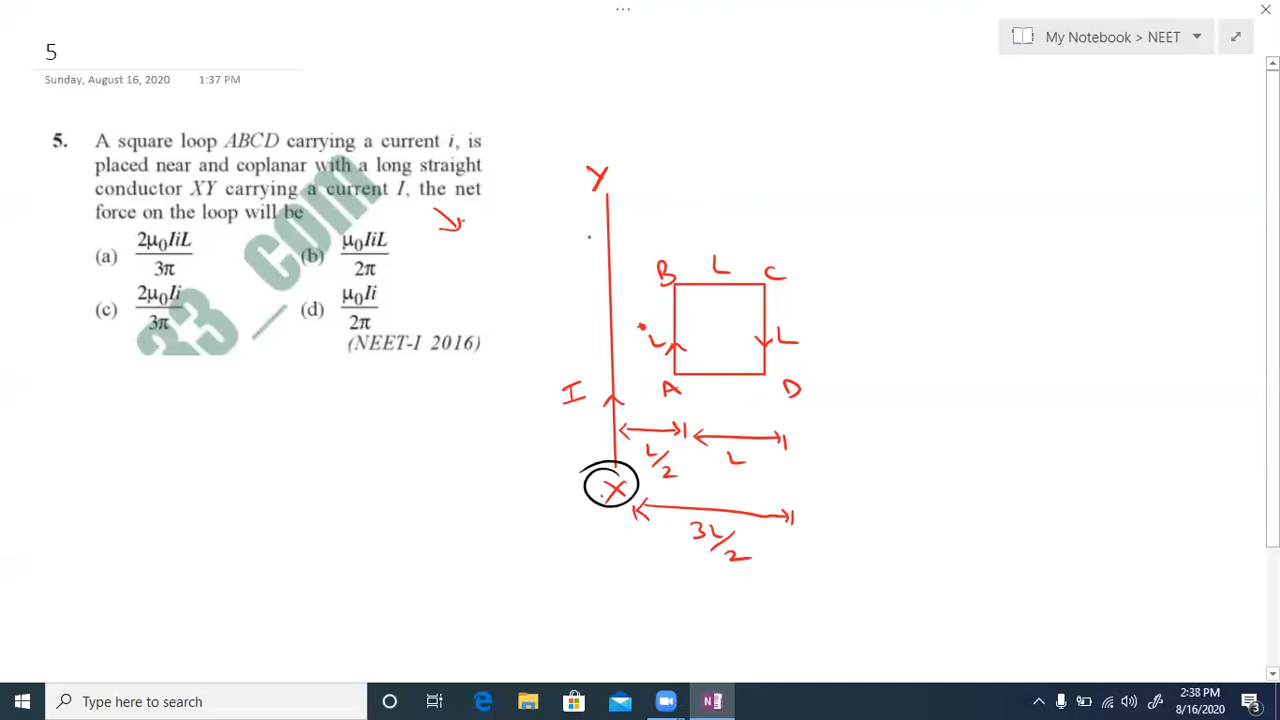 ...
My Notebook > NEET
5
Sunday, August 16, 2020 1:37 PM
5. A square loop ABCD carrying a current i, is
placed near and coplanar with a long straight
conductor XY carrying a current I, the net
force on the loop will be
(a) 2μ₀IiL/3π (b) μ₀IiL/2π
(c) 2μ₀Ii/3π (d) μ₀Ii/2π
(NEET-I 2016)
Y
B L C
L L
I A D
L/2 L
X
3L/2
Type here to search
2:38 PM
8/16/2020
3